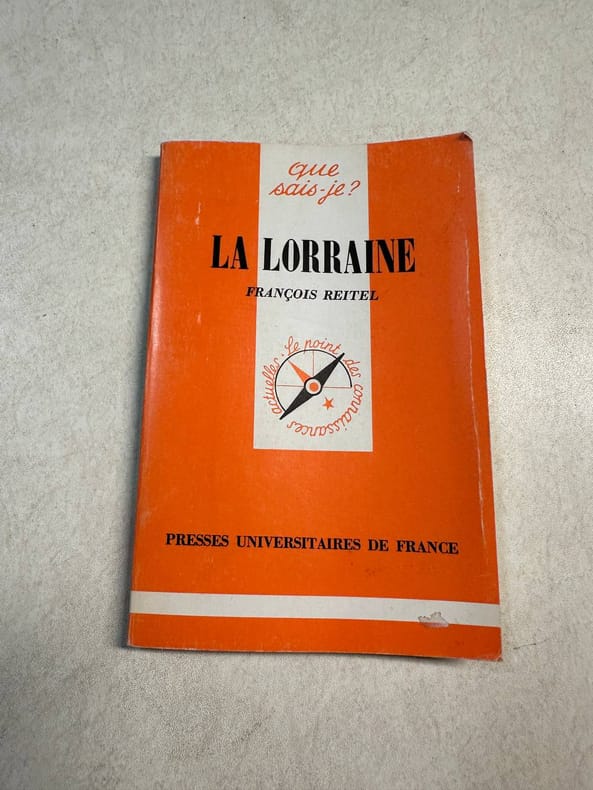 que
sais-je?
LA LORRAINE
FRANÇOIS REITEL
Le point des connaissances actuelles.
PRESSES UNIVERSITAIRES DE FRANCE